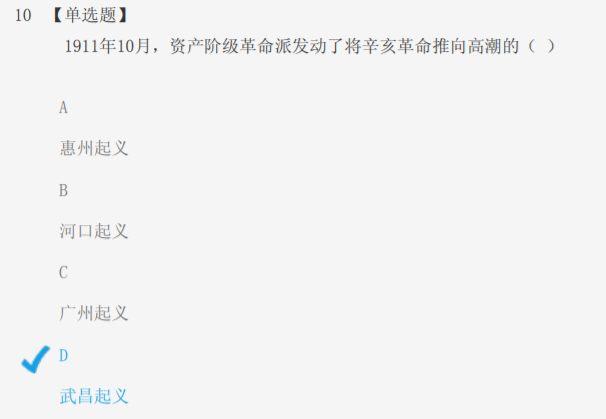 10 【单选题】
1911年10月，资产阶级革命派发动了将辛亥革命推向高潮的（ ）
A
惠州起义
B
河口起义
C
广州起义
D
武昌起义